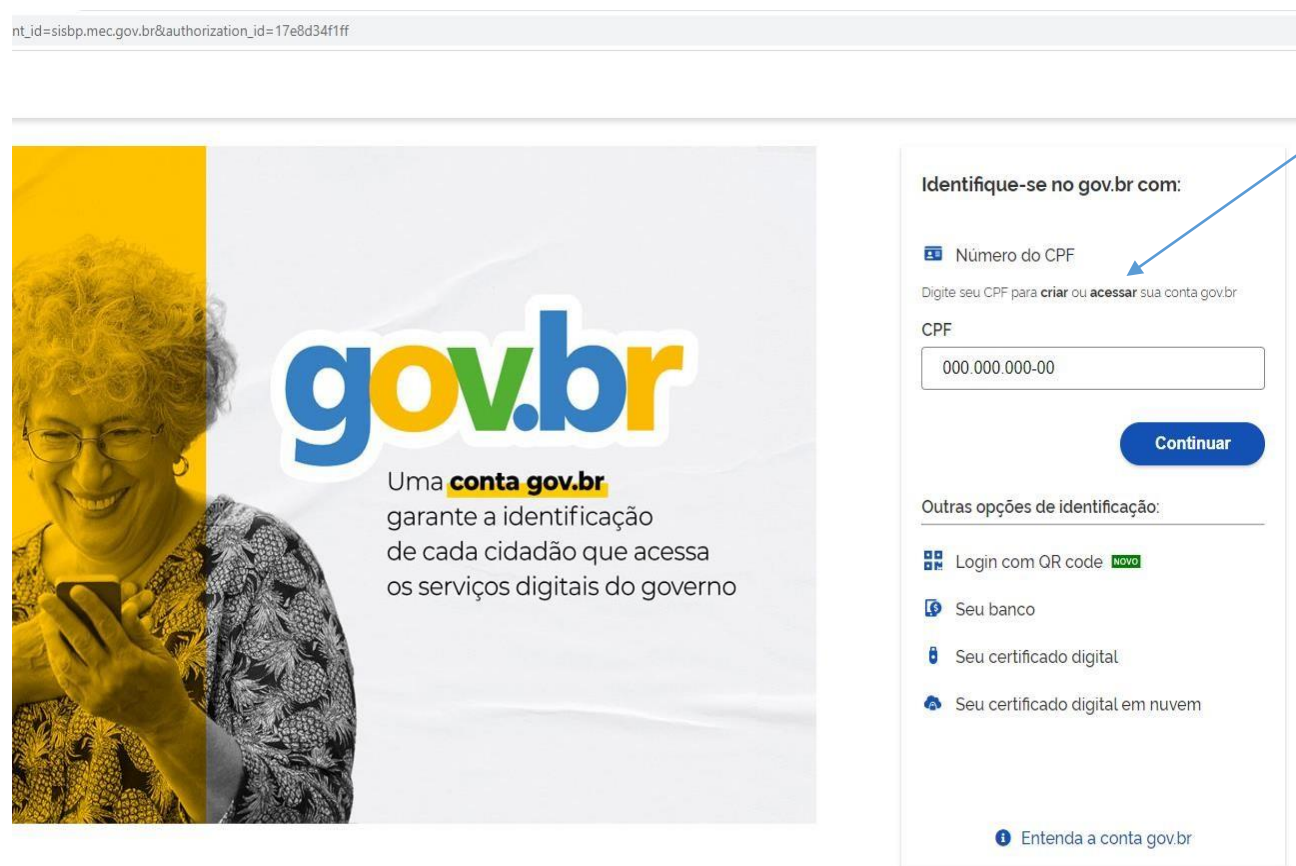 nt_id=sisbp.mec.gov.br&authorization_id=17e8d34f1ff
gov.br
Uma conta gov.br
garante a identificação
de cada cidadão que acessa
os serviços digitais do governo
Identifique-se no gov.br com:
Número do CPF
Digite seu CPF para criar ou acessar sua conta gov.br
CPF
000.000.000-00
Continuar
Outras opções de identificação:
Login com QR code NOVO
Seu banco
Seu certificado digital
Seu certificado digital em nuvem
Entenda a conta gov.br